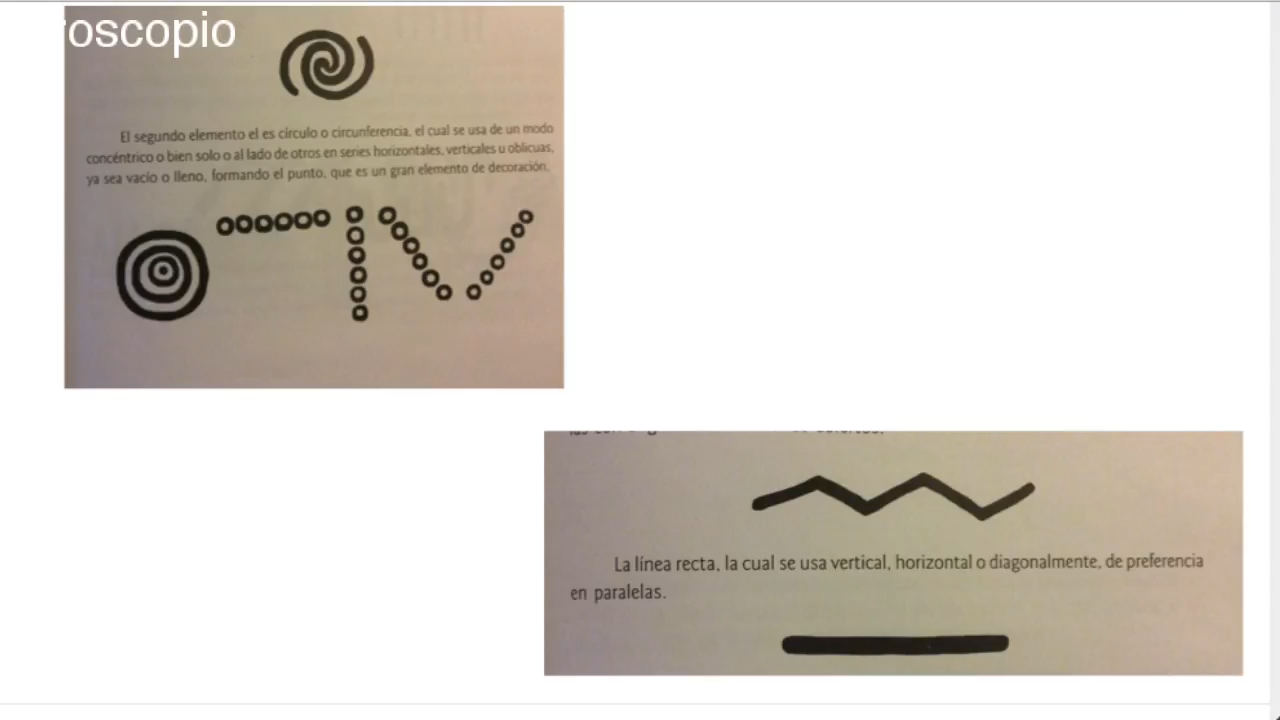 roscopio
El segundo elemento el es círculo o circunferencia, el cual se usa de un modo
concéntrico o bien solo o al lado de otros en series horizontales, verticales u oblicuas,
ya sea vacío o lleno, formando el punto, que es un gran elemento de decoración.
La línea recta, la cual se usa vertical, horizontal o diagonalmente, de preferencia
en paralelas.